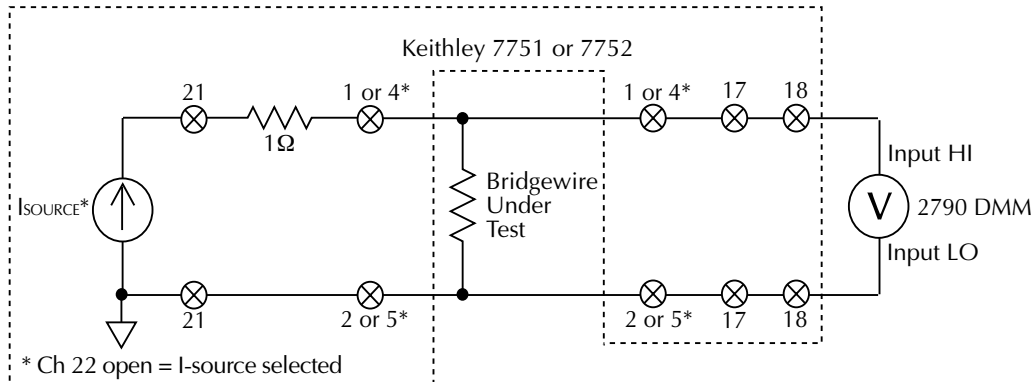 Keithley 7751 or 7752
21
1 or 4*
1 or 4*
17
18
1Ω
Input HI
ISOURCE*
Bridgewire
Under
Test
V
2790 DMM
Input LO
21
2 or 5*
2 or 5*
17
18
* Ch 22 open = I-source selected